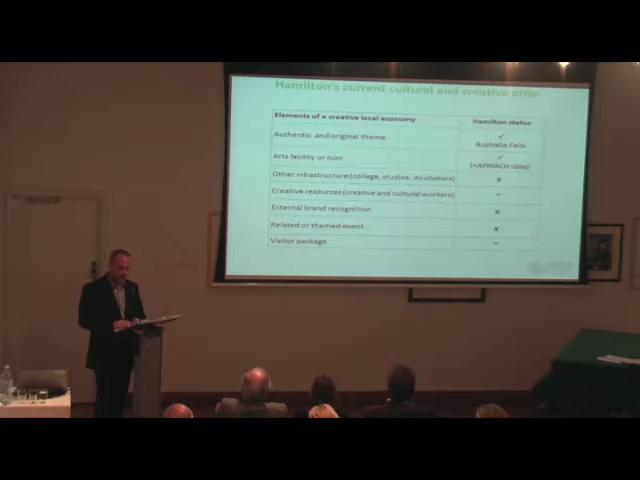 Hamilton's current cultural and creative offer
Elements of a creative local economy Hamilton status
Authentic and original theme ✓
Australia Felix
Arts facility or icon ✓
(+AFMACH idea)
Other infrastructure (college, studios, incubators) x
Creative resources (creative and cultural workers) ~
External brand recognition x
Related or themed event x
Visitor package ~